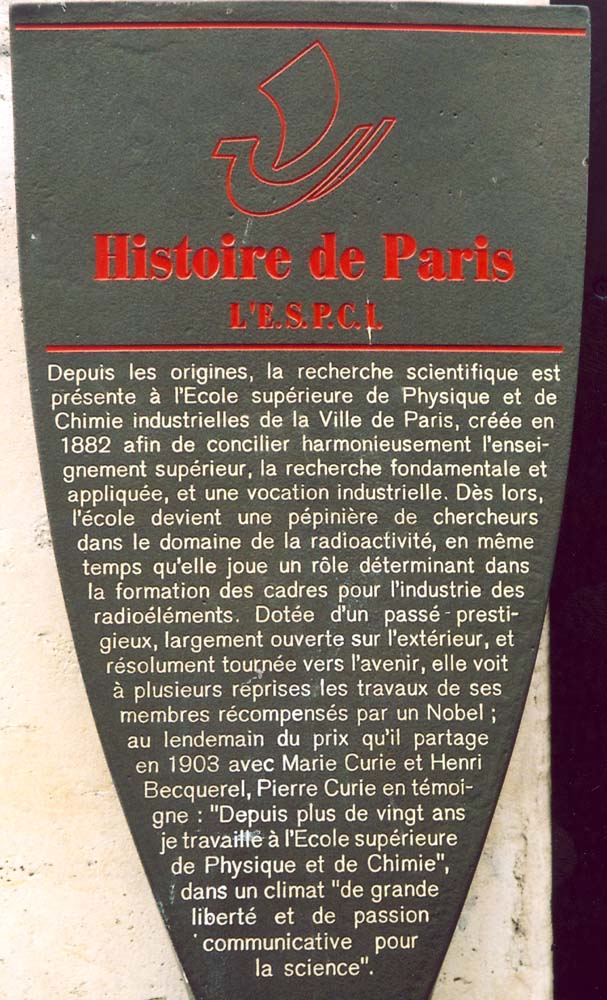 Histoire de Paris
L'E.S.P.C.I.
Depuis les origines, la recherche scientifique est
présente à l'Ecole supérieure de Physique et de
Chimie industrielles de la Ville de Paris, créée en
1882 afin de concilier harmonieusement l'ensei-
gnement supérieur, la recherche fondamentale et
appliquée, et une vocation industrielle. Dès lors,
l'école devient une pépinière de chercheurs
dans le domaine de la radioactivité, en même
temps qu'elle joue un rôle déterminant dans
la formation des cadres pour l'industrie des
radioéléments. Dotée d'un passé presti-
gieux, largement ouverte sur l'extérieur, et
résolument tournée vers l'avenir, elle voit
à plusieurs reprises les travaux de ses
membres récompensés par un Nobel ;
au lendemain du prix qu'il partage
en 1903 avec Marie Curie et Henri
Becquerel, Pierre Curie en témoi-
gne : "Depuis plus de vingt ans
je travaille à l'Ecole supérieure
de Physique et de Chimie",
dans un climat "de grande
liberté et de passion
communicative pour
la science".